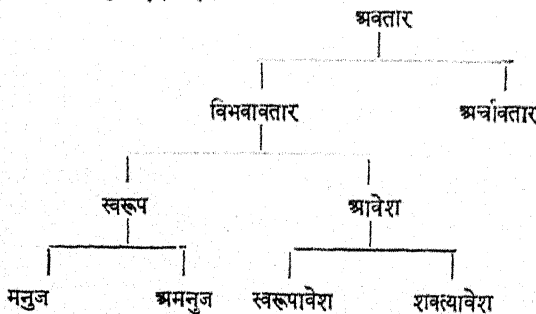 अवतार
विभवावतार अर्चावतार
स्वरूप आवेश
मनुज अमनुज स्वरूपावेश शक्त्यावेश